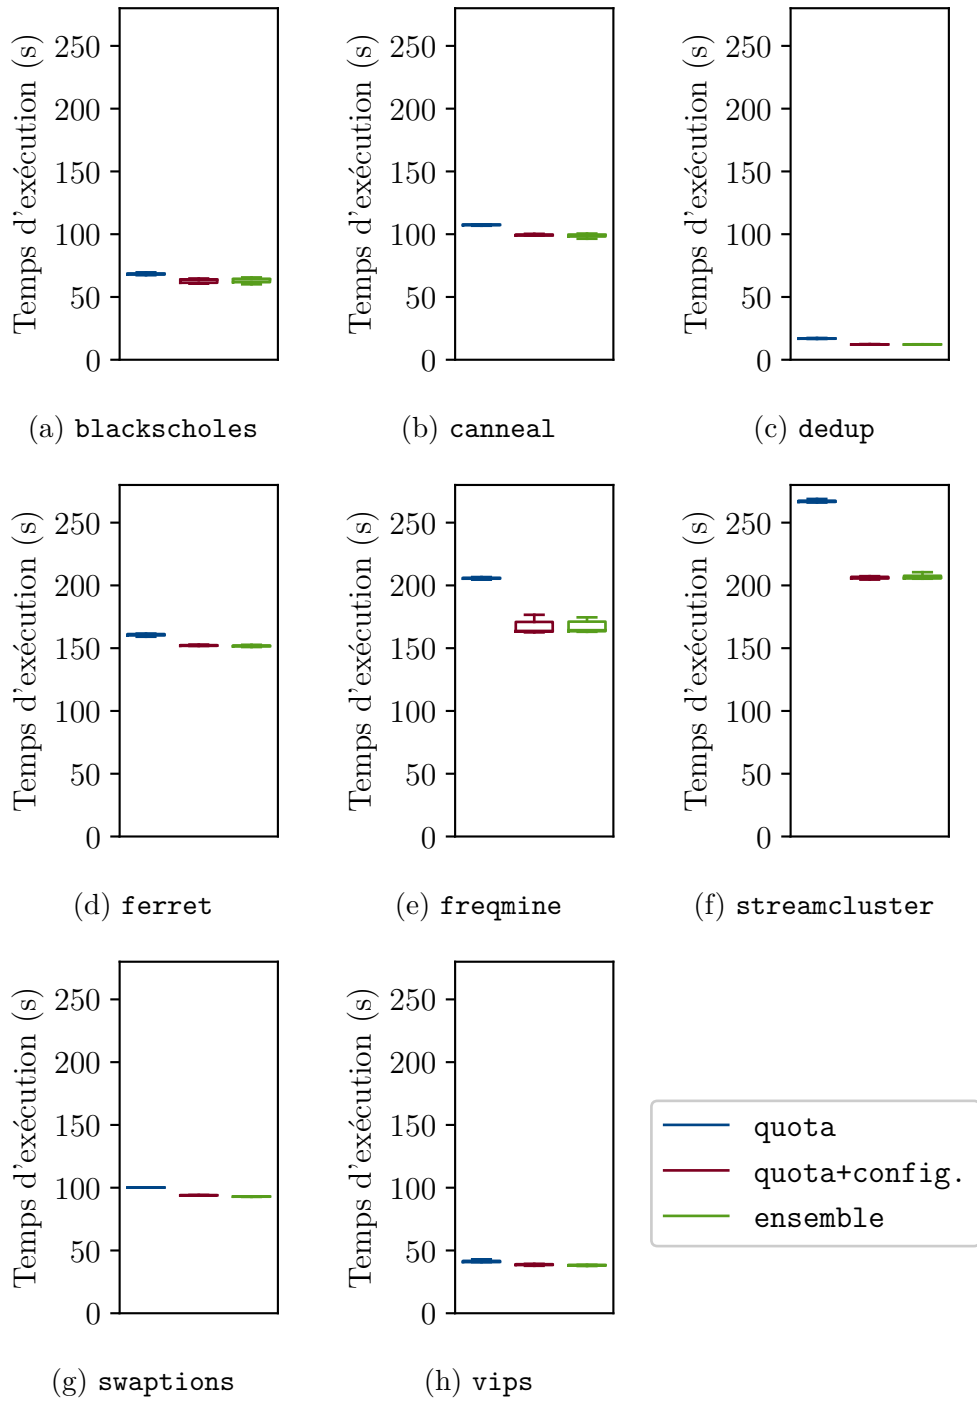 Temps d'exécution (s)
250
200
150
100
50
0
(a) blackscholes
Temps d'exécution (s)
250
200
150
100
50
0
(b) canneal
Temps d'exécution (s)
250
200
150
100
50
0
(c) dedup
Temps d'exécution (s)
250
200
150
100
50
0
(d) ferret
Temps d'exécution (s)
250
200
150
100
50
0
(e) freqmine
Temps d'exécution (s)
250
200
150
100
50
0
(f) streamcluster
Temps d'exécution (s)
250
200
150
100
50
0
(g) swaptions
Temps d'exécution (s)
250
200
150
100
50
0
(h) vips
quota
quota+config.
ensemble